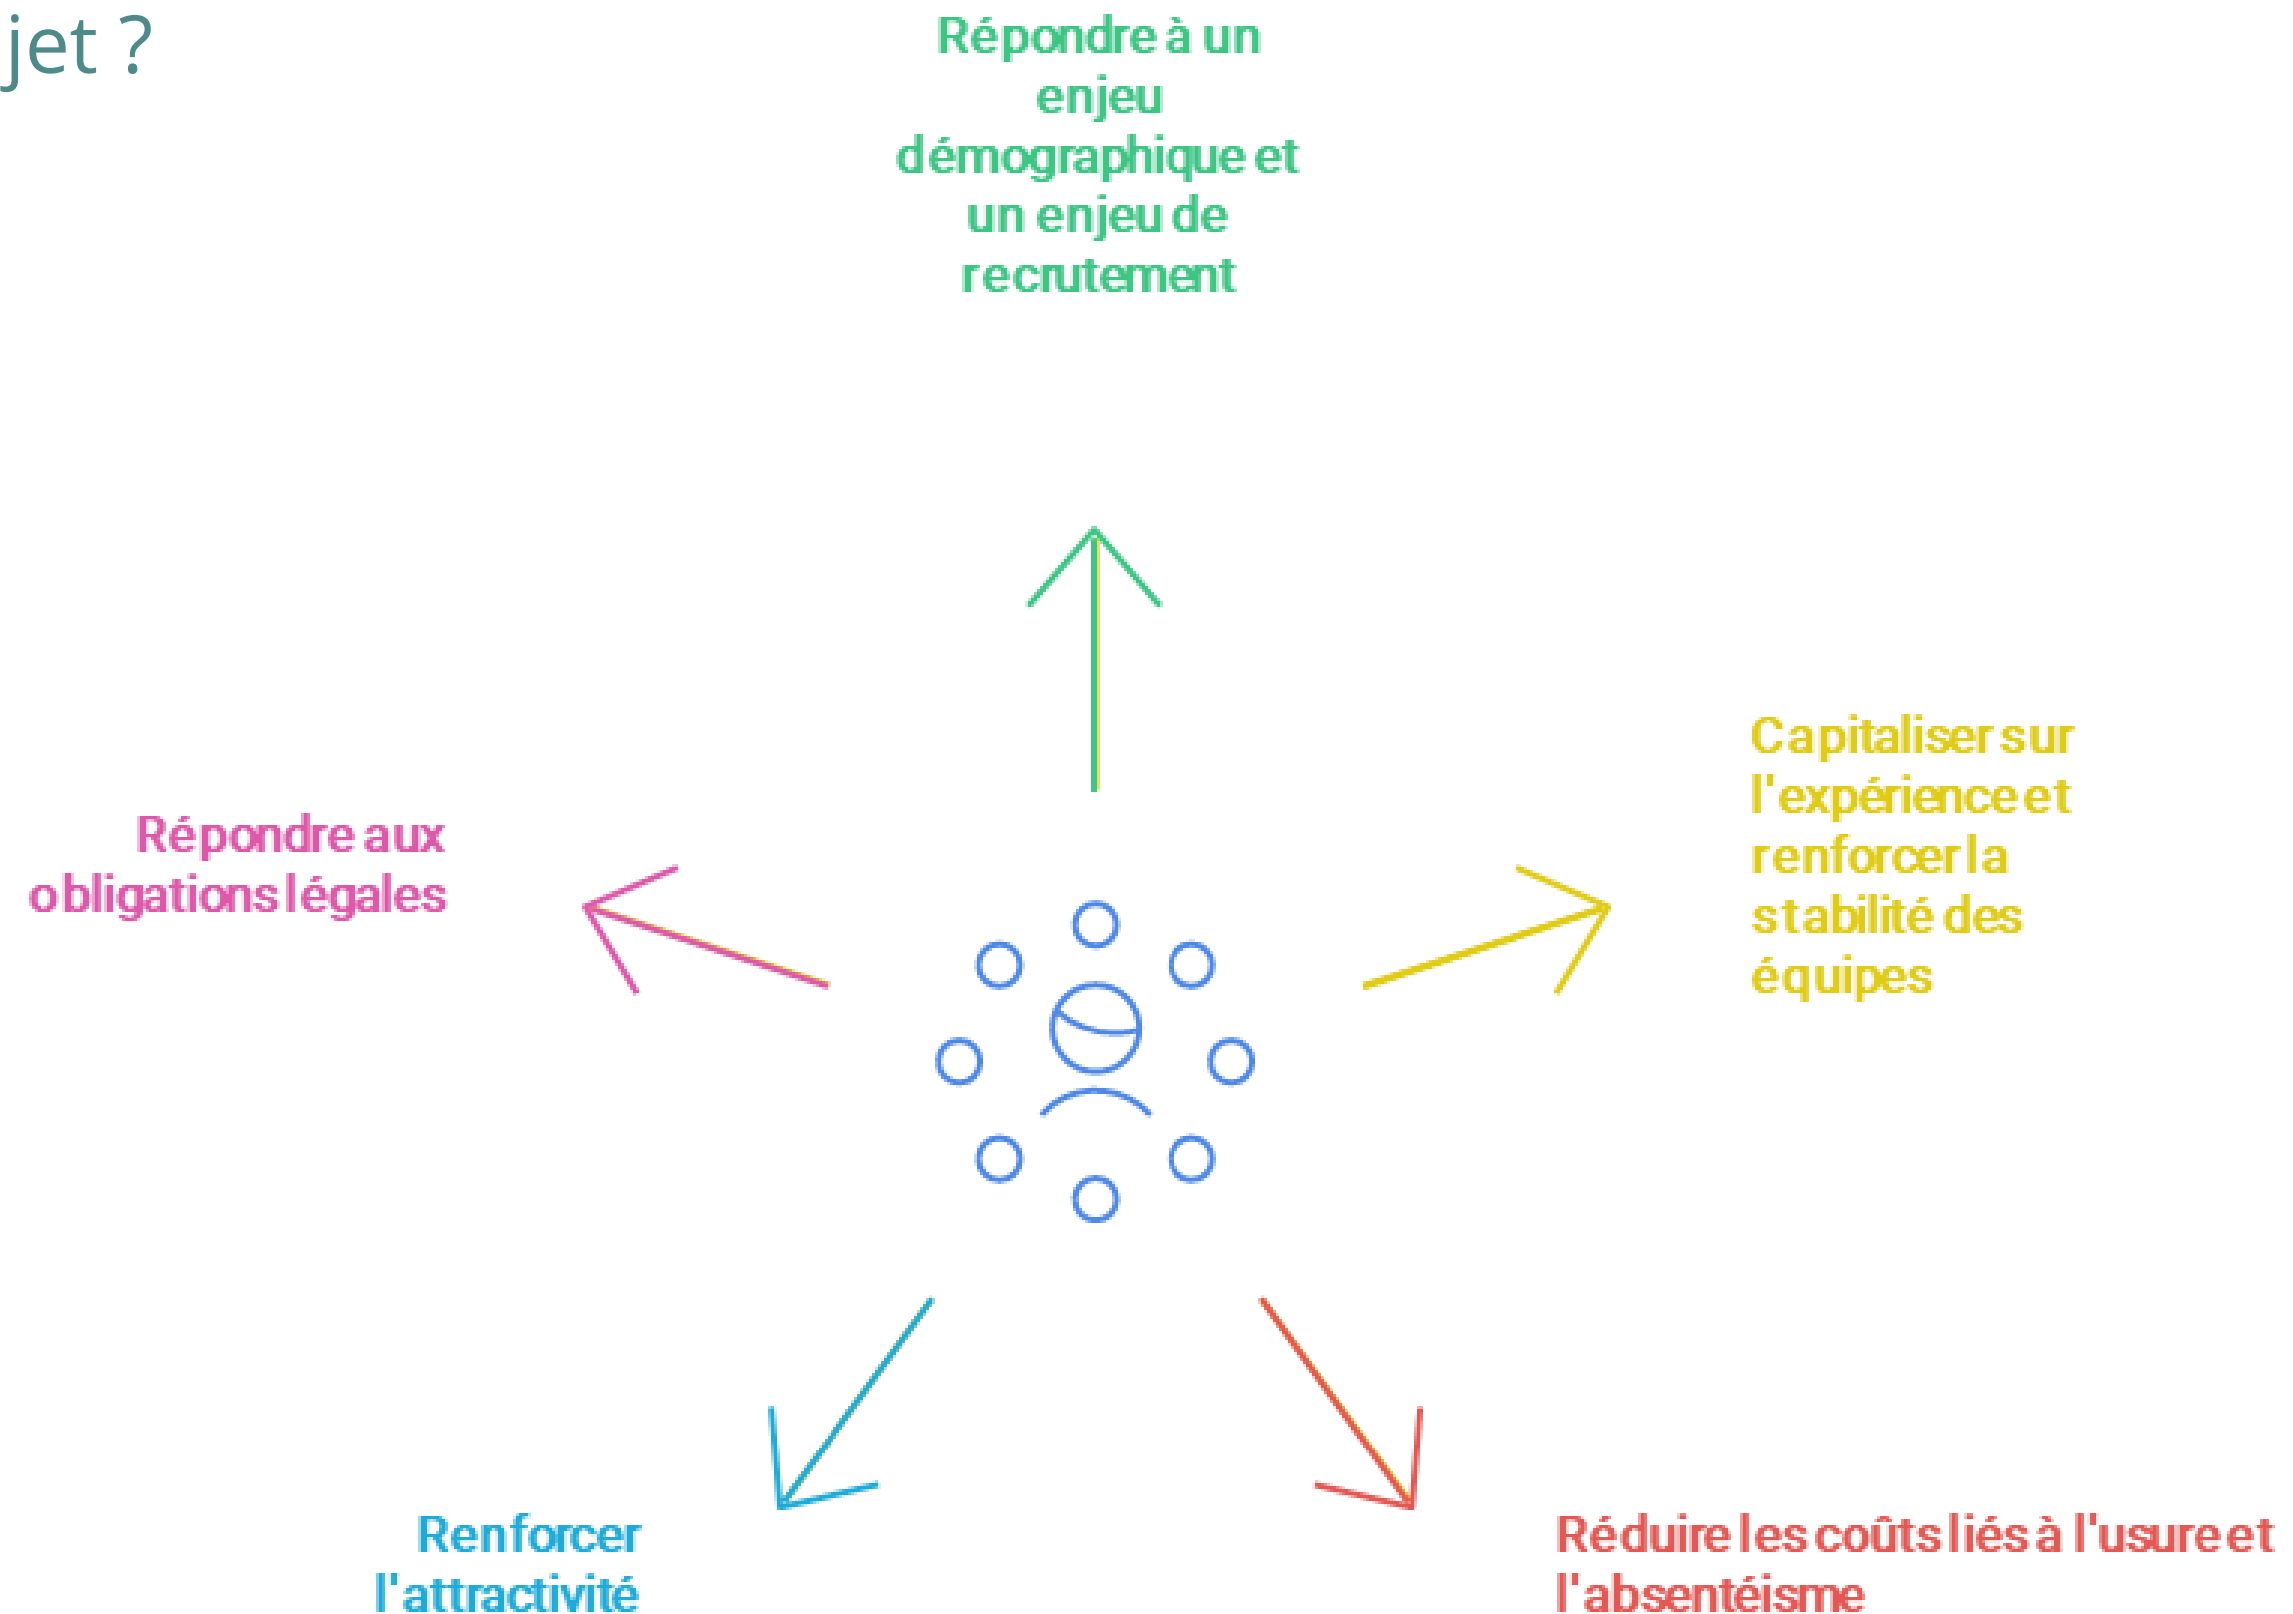 jet ?
Répondre à un
enjeu
démographique et
un enjeu de
recrutement
Capitaliser sur
l'expérience et
renforcer la
stabilité des
équipes
Répondre aux
obligations légales
Renforcer
l'attractivité
Réduire les coûts liés à l'usure et
l'absentéisme